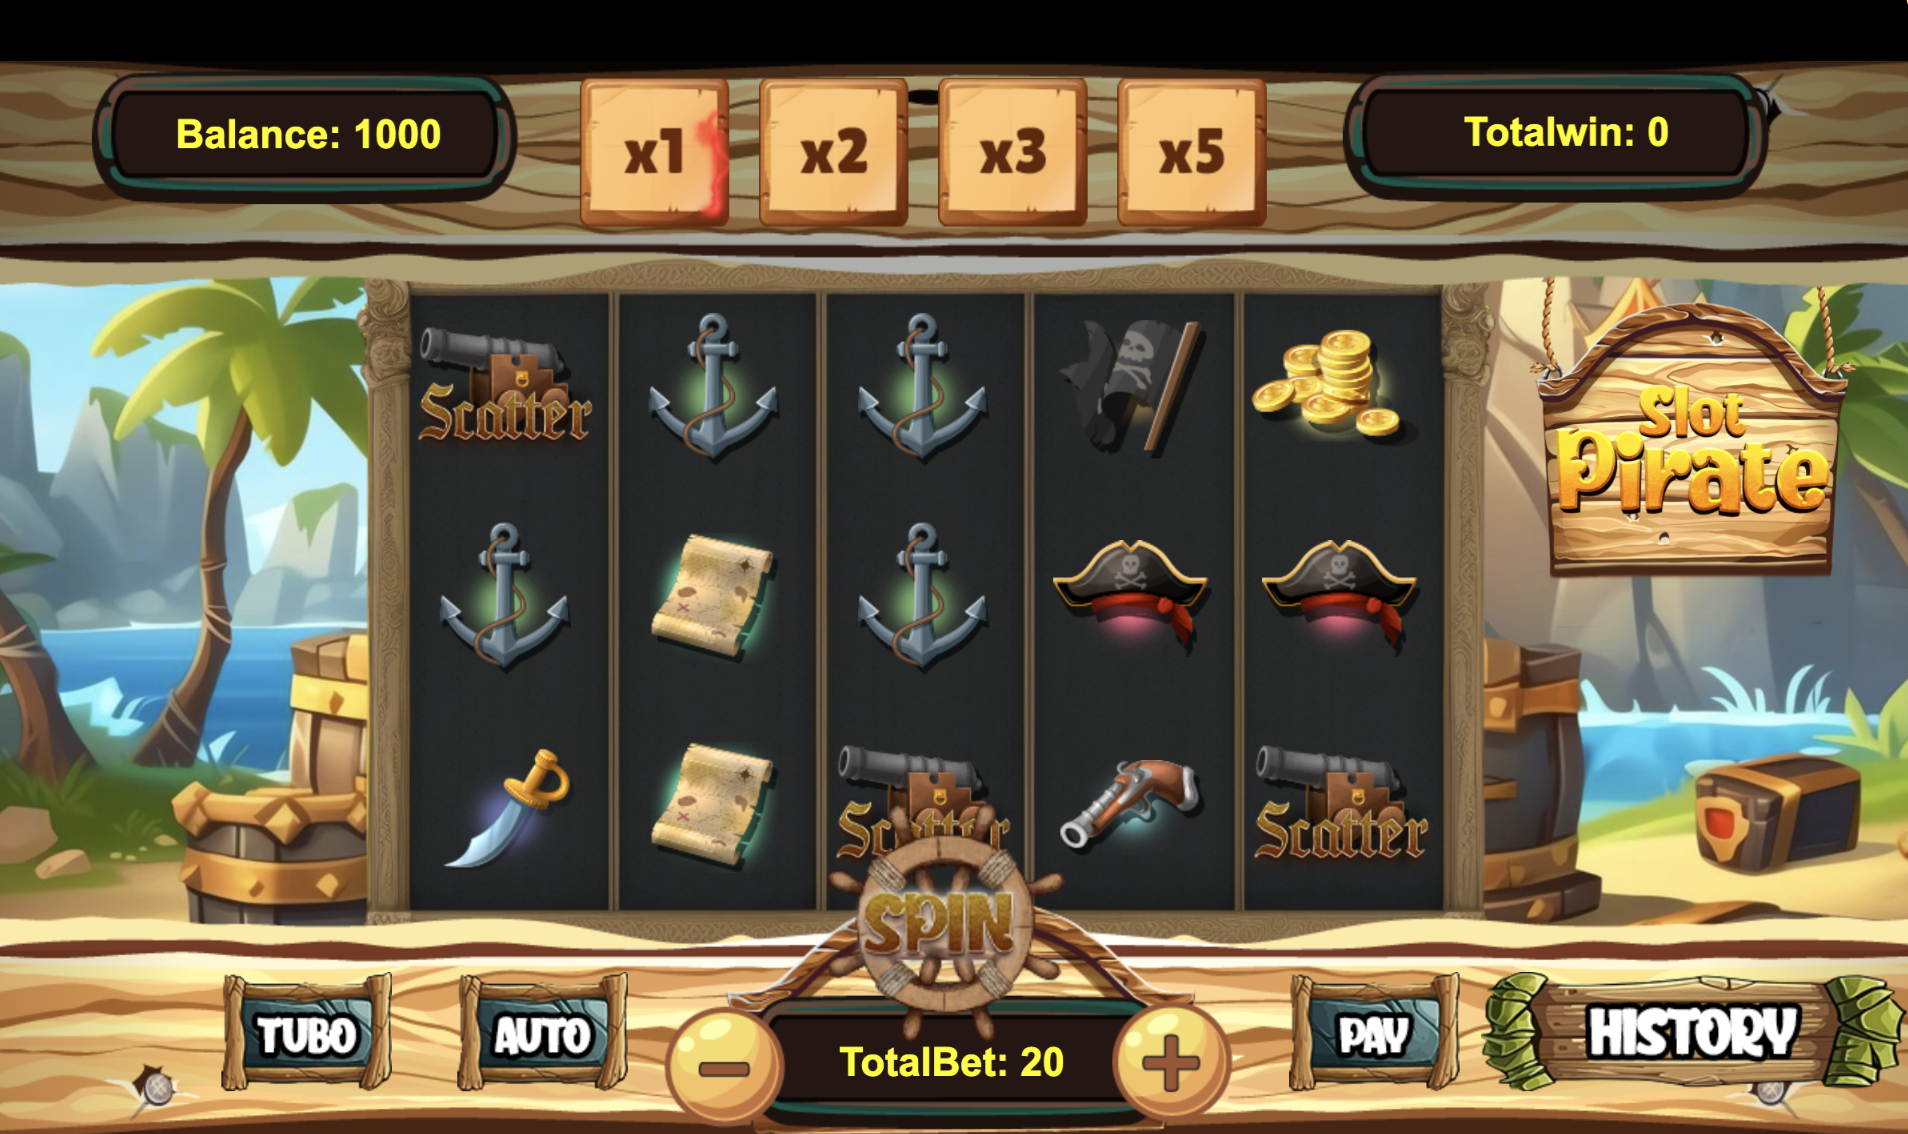 Balance: 1000
x1
x2
x3
x5
Totalwin: 0
Scatter
Slot
Pirate
Scatter
Scatter
SPIN
TUBO
AUTO
TotalBet: 20
PAY
HISTORY